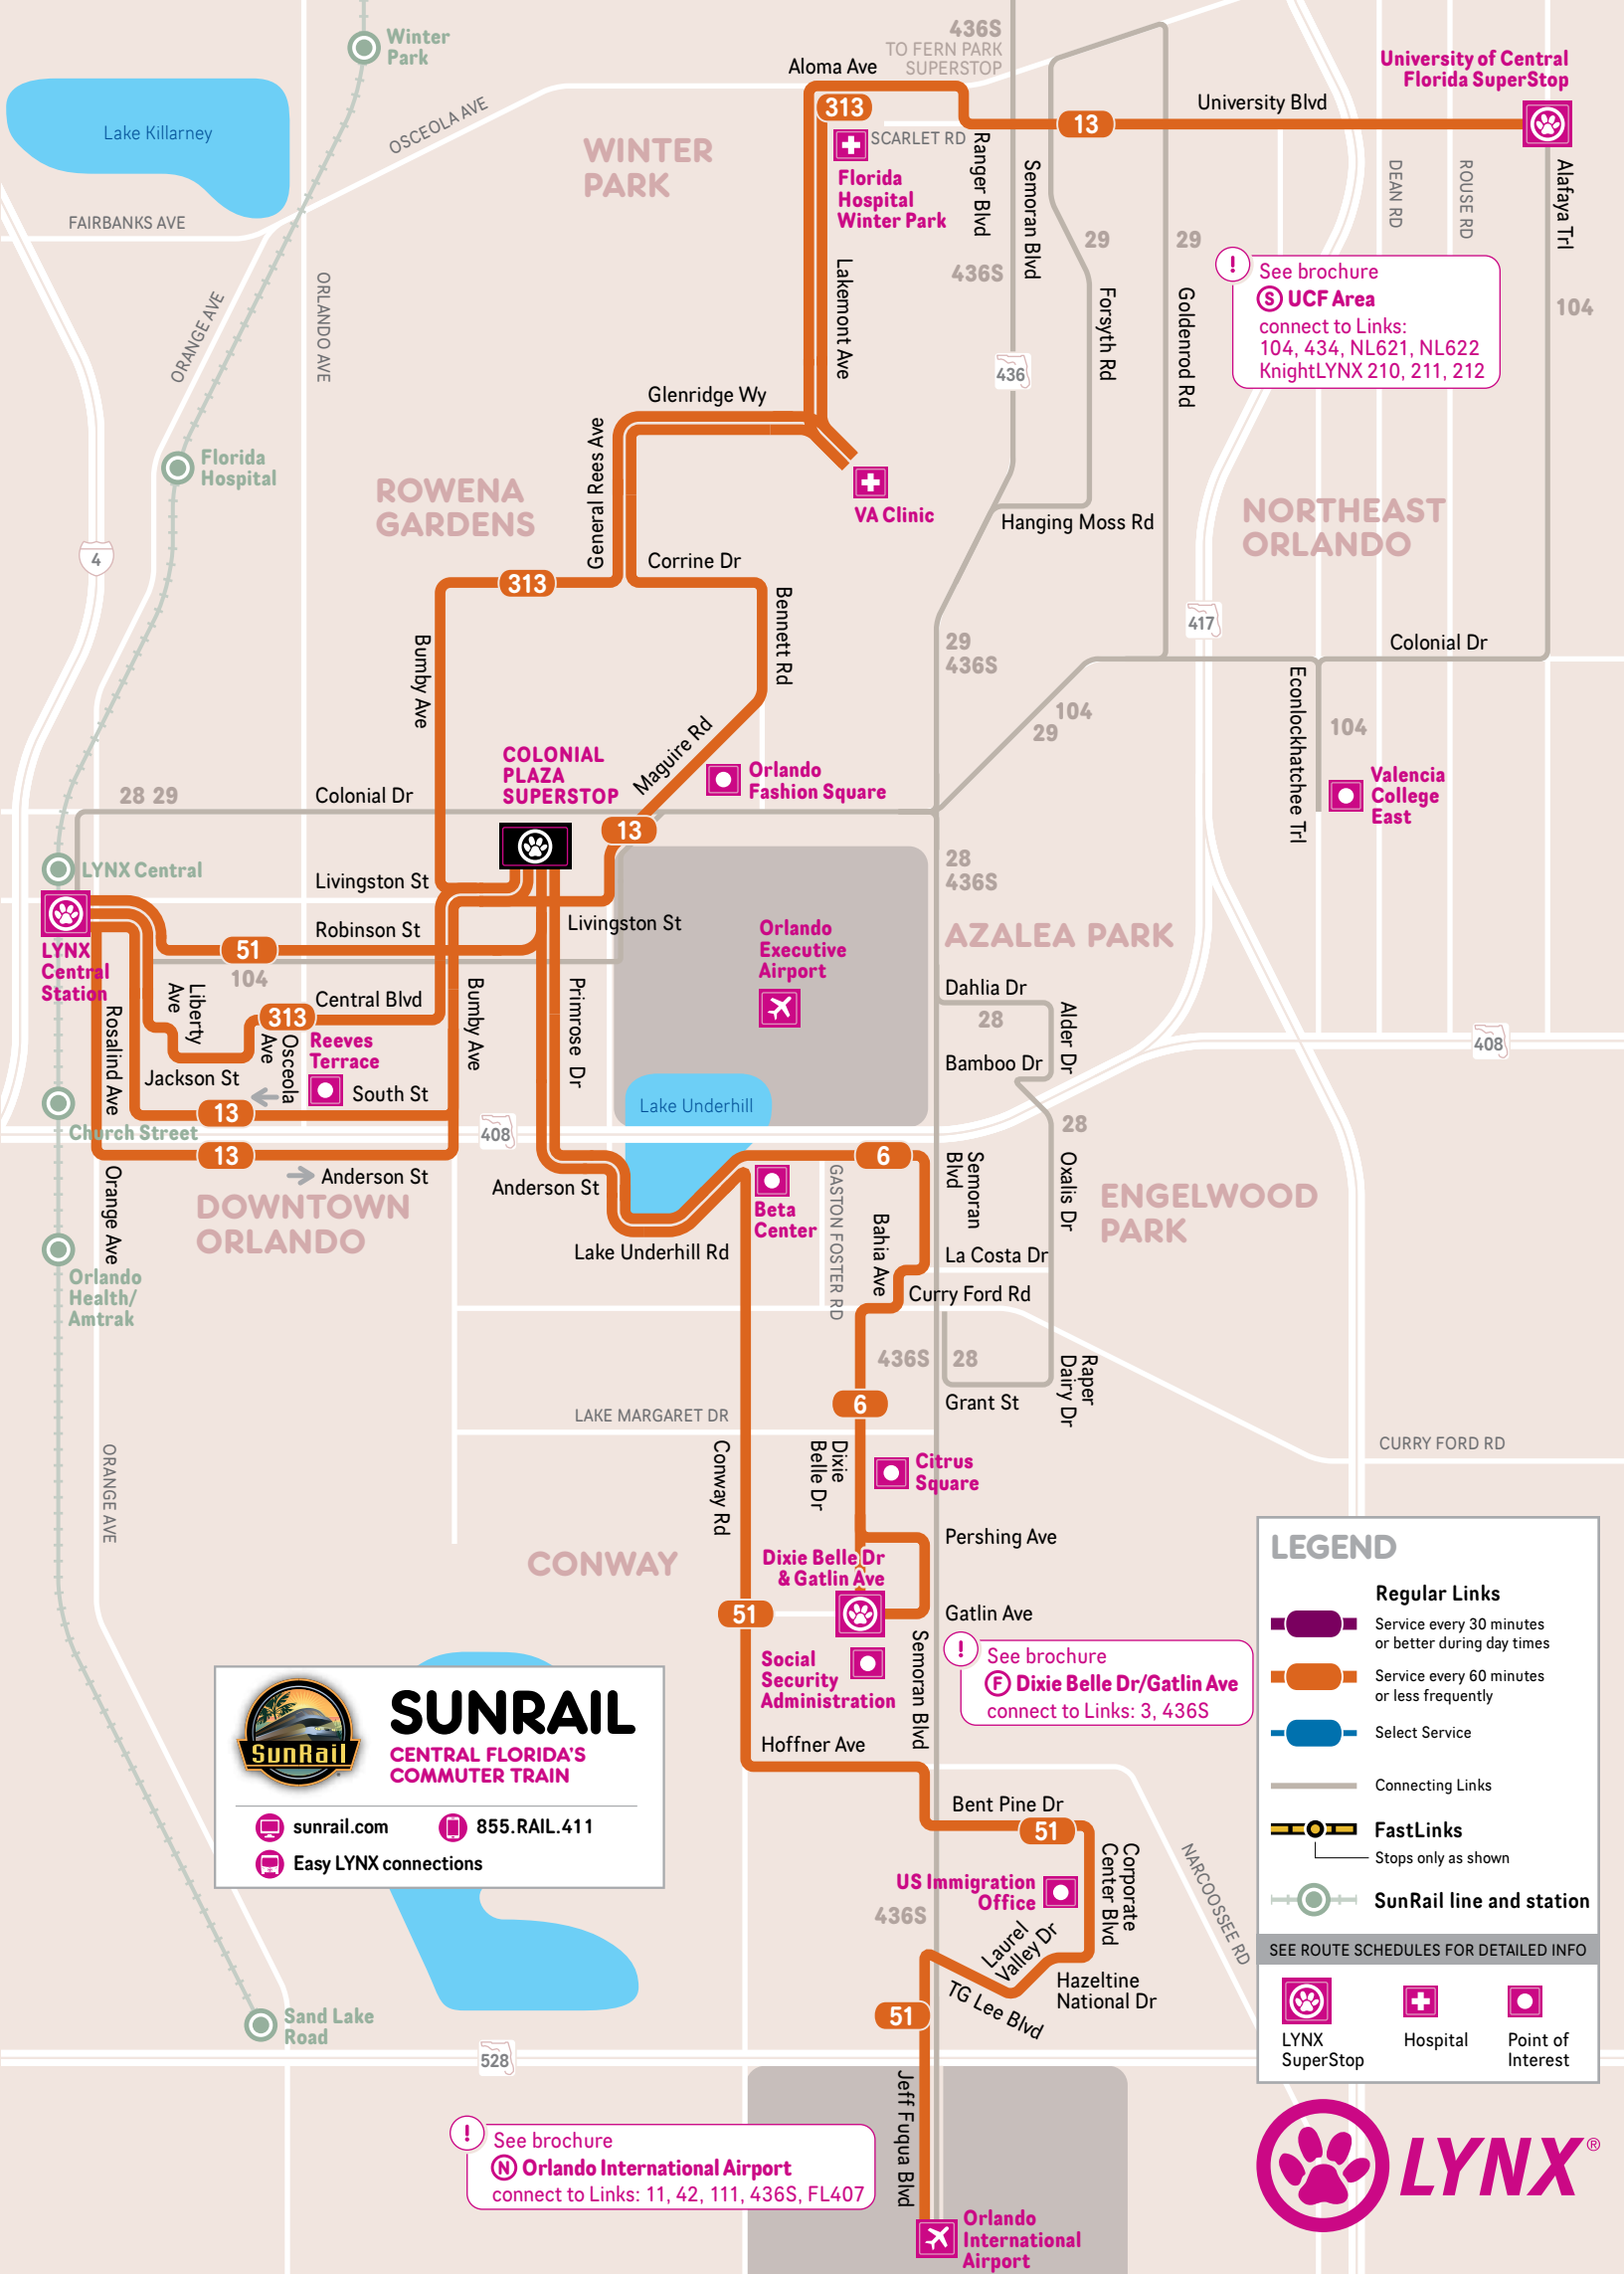 436S
TO FERN PARK
SUPERSTOP
Winter
Park
University of Central
Florida SuperStop
Aloma Ave
University Blvd
Lake Killarney
OSCEOLA AVE
313
13
SCARLET RD
WINTER
PARK
Florida
Hospital
Winter Park
Ranger Blvd
Semoran Blvd
DEAN RD
ROUSE RD
Alafaya Trl
FAIRBANKS AVE
29
29
436S
ORANGE AVE
ORLANDO AVE
Lakemont Ave
Forsyth Rd
Goldenrod Rd
!
See brochure
S UCF Area
connect to Links:
104, 434, NL621, NL622
KnightLYNX 210, 211, 212
104
436
Glenridge Wy
General Rees Ave
Florida
Hospital
ROWENA
GARDENS
VA Clinic
Hanging Moss Rd
NORTHEAST
ORLANDO
4
Corrine Dr
313
Bennett Rd
Bumby Ave
29
436S
417
Colonial Dr
Econlockhatchee Trl
104
29
104
Maguire Rd
COLONIAL
PLAZA
SUPERSTOP
Orlando
Fashion Square
Valencia
College
East
28 29
Colonial Dr
13
LYNX Central
Livingston St
28
436S
Robinson St
Livingston St
51
104
LYNX
Central
Station
Orlando
Executive
Airport
AZALEA PARK
Liberty
Ave
Central Blvd
313
Bumby Ave
Primrose Dr
Dahlia Dr
28
Alder Dr
Rosalind Ave
Osceola
Ave
Reeves
Terrace
Jackson St
South St
Bamboo Dr
408
Lake Underhill
13
Church Street
408
28
13
Anderson St
6
Orange Ave
DOWNTOWN
ORLANDO
Anderson St
Beta
Center
GASTON FOSTER RD
Semoran
Blvd
Oxalis Dr
ENGELWOOD
PARK
Lake Underhill Rd
Bahia Ave
La Costa Dr
Orlando
Health/
Amtrak
Curry Ford Rd
436S
28
Raper
Dairy Dr
6
Grant St
LAKE MARGARET DR
CURRY FORD RD
ORANGE AVE
Conway Rd
Dixie
Belle Dr
Citrus
Square
Pershing Ave
CONWAY
Dixie Belle Dr
& Gatlin Ave
51
Gatlin Ave
Social
Security
Administration
Semoran Blvd
!
See brochure
F Dixie Belle Dr/Gatlin Ave
connect to Links: 3, 436S
Hoffner Ave
SunRail
SUNRAIL
CENTRAL FLORIDA'S
COMMUTER TRAIN
sunrail.com
855.RAIL.411
Easy LYNX connections
Bent Pine Dr
51
Corporate
Center Blvd
US Immigration
Office
436S
NARCOOSSEE RD
Laurel
Valley Dr
Hazeltine
National Dr
TG Lee Blvd
51
Sand Lake
Road
528
Jeff Fuqua Blvd
!
See brochure
N Orlando International Airport
connect to Links: 11, 42, 111, 436S, FL407
Orlando
International
Airport
LEGEND
Regular Links
Service every 30 minutes
or better during day times
Service every 60 minutes
or less frequently
Select Service
Connecting Links
FastLinks
Stops only as shown
SunRail line and station
SEE ROUTE SCHEDULES FOR DETAILED INFO
LYNX
SuperStop
Hospital
Point of
Interest
LYNX®